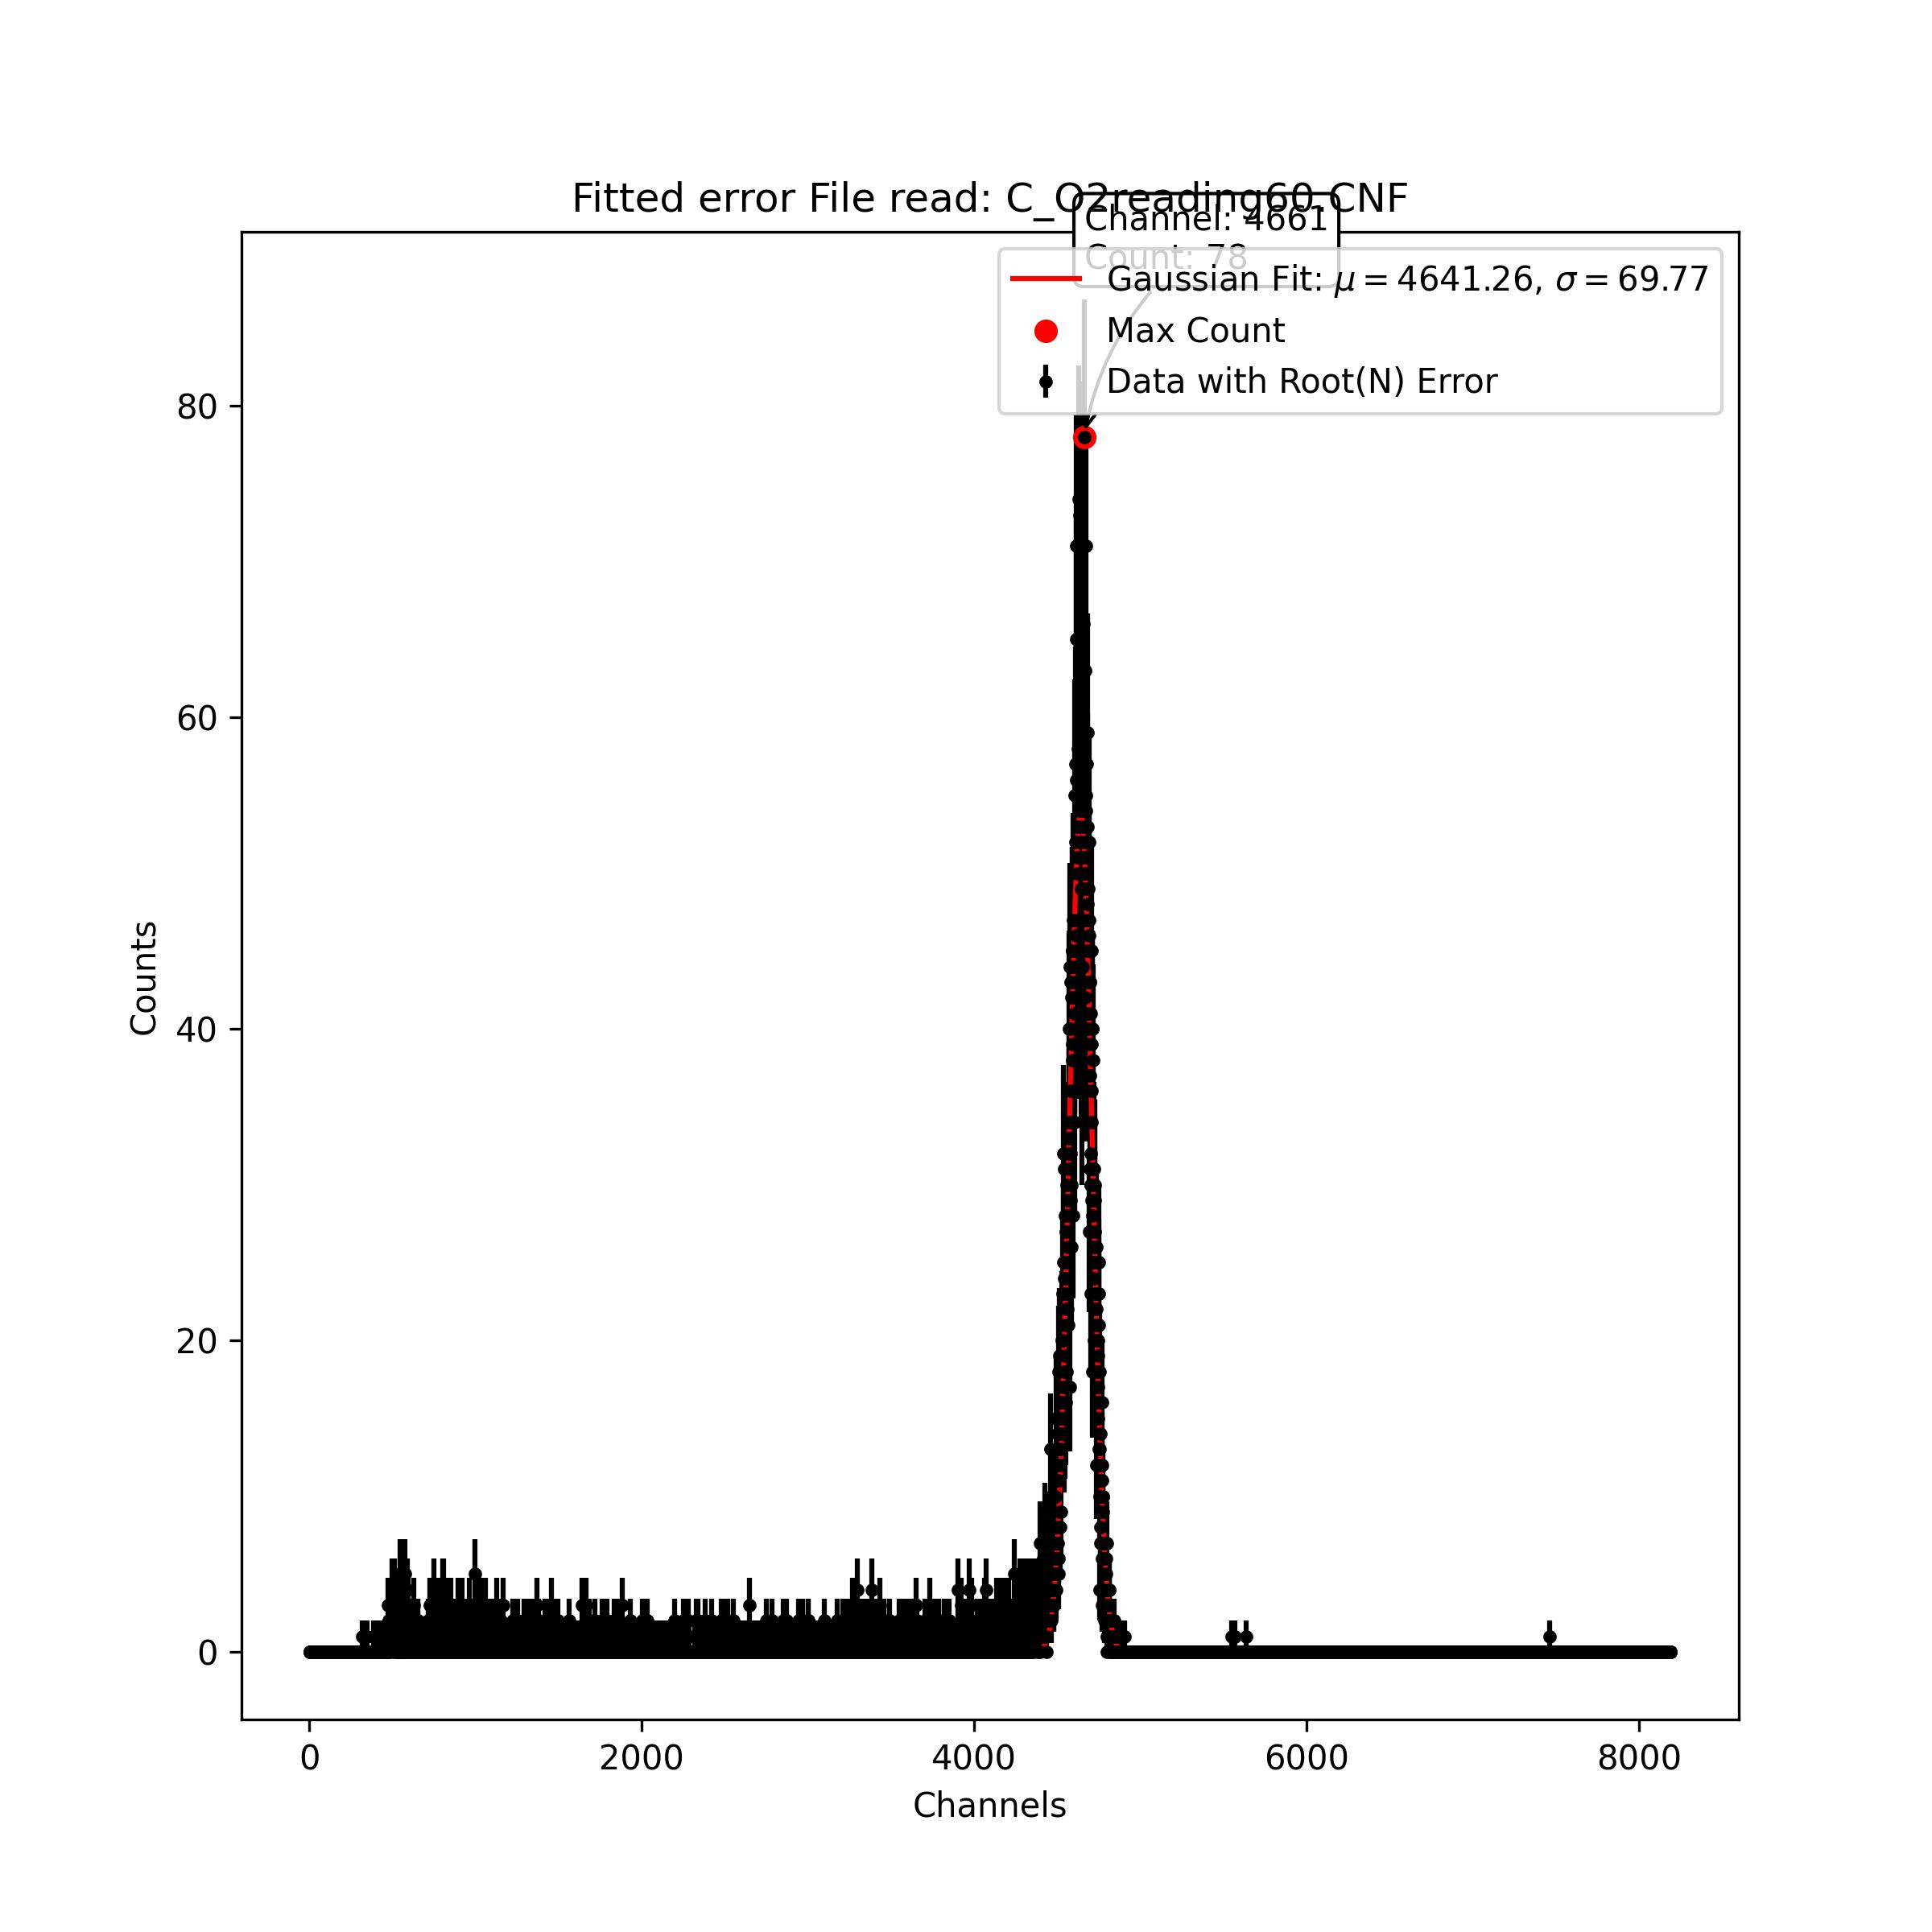 Fitted error File read: C_O2reading60.CNF
Channel: 4661
Count: 78
Gaussian Fit: μ = 4641.26, σ = 69.77
Max Count
Data with Root(N) Error
80
60
40
20
0
Counts
0 2000 4000 6000 8000
Channels